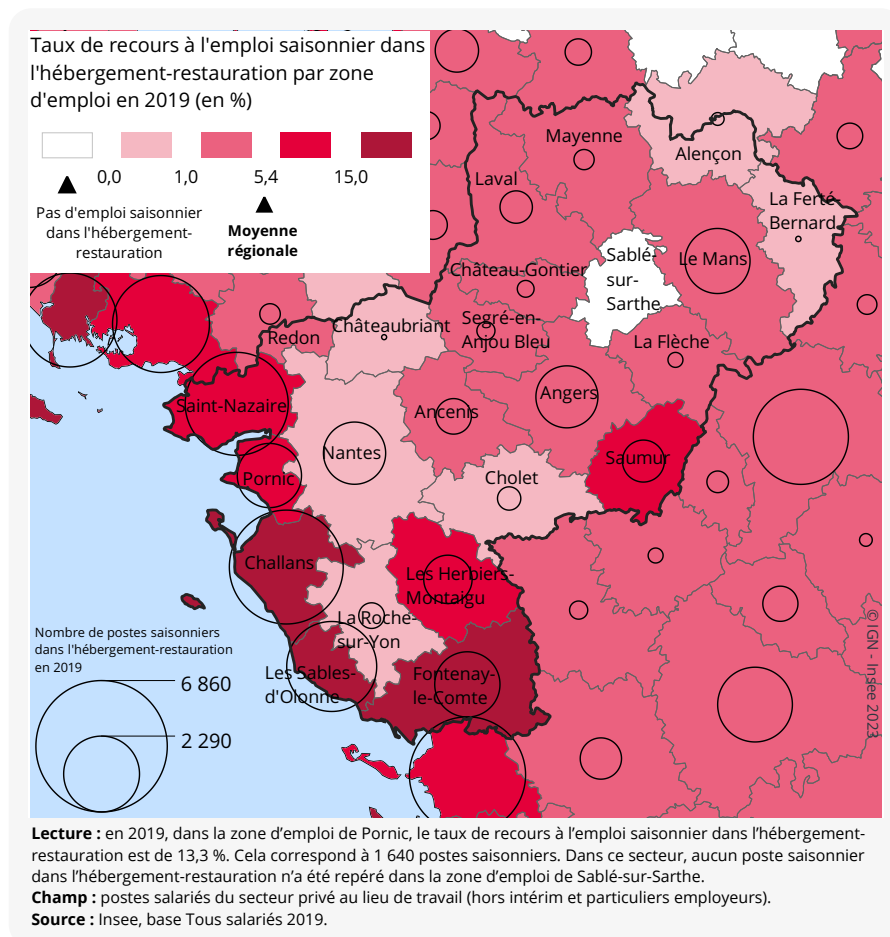 Taux de recours à l'emploi saisonnier dans
l'hébergement-restauration par zone
d'emploi en 2019 (en %)
0,0 1,0 5,4 15,0
Pas d'emploi saisonnier
dans l'hébergement-
restauration
Moyenne
régionale
Mayenne
Alençon
Laval
La Ferté-
Bernard
Sablé-
sur-
Sarthe
Le Mans
Château-Gontier
Redon
Châteaubriant
Segré-en-
Anjou Bleu
La Flèche
Saint-Nazaire
Ancenis
Angers
Nantes
Saumur
Pornic
Cholet
Challans
Les Herbiers-
Montaigu
La Roche-
sur-Yon
Les Sables-
d'Olonne
Fontenay-
le-Comte
Nombre de postes saisonniers
dans l'hébergement-restauration
en 2019
6 860
2 290
© IGN - Insee 2023
Lecture : en 2019, dans la zone d’emploi de Pornic, le taux de recours à l’emploi saisonnier dans l’hébergement-
restauration est de 13,3 %. Cela correspond à 1 640 postes saisonniers. Dans ce secteur, aucun poste saisonnier
dans l’hébergement-restauration n’a été repéré dans la zone d’emploi de Sablé-sur-Sarthe.
Champ : postes salariés du secteur privé au lieu de travail (hors intérim et particuliers employeurs).
Source : Insee, base Tous salariés 2019.